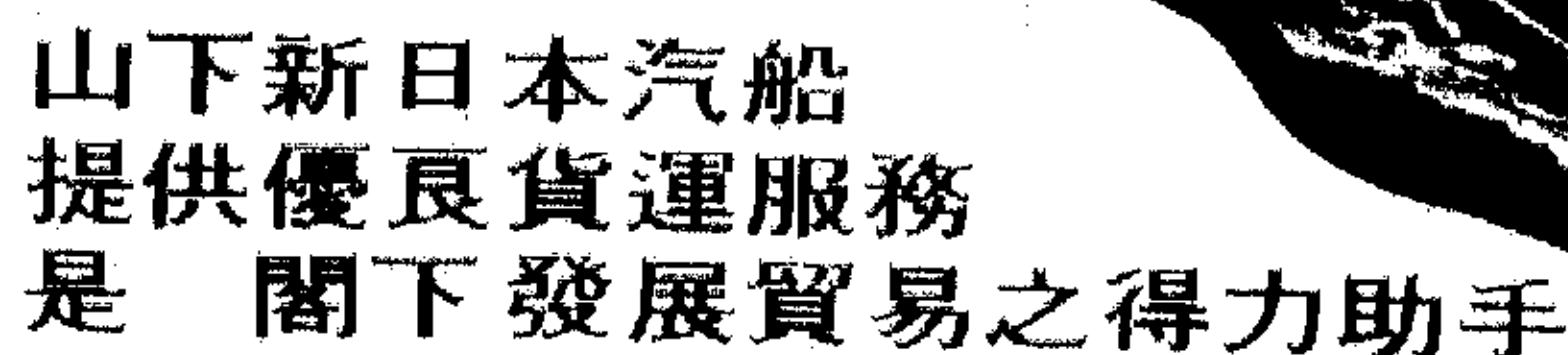 山下新日本汽船
提供優良貨運服務
是　閣下發展貿易之得力助手